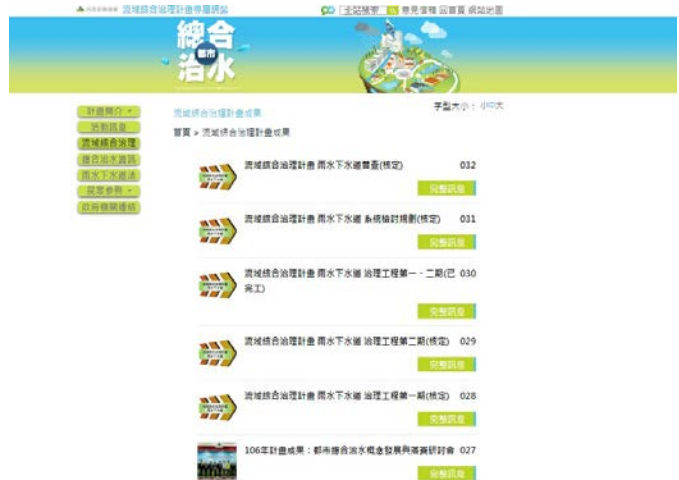 流域綜合治理計畫專屬網站
全站搜索 意見信箱 回首頁 網站地圖
總合
都市
治水
字型大小：小中大
計畫簡介
活動訊息
流域綜合治理
總合治水資訊
雨水下水道法
民眾參與
政府機關連結
流域綜合治理計畫成果
首頁 » 流域綜合治理計畫成果
流域綜合治理計畫 雨水下水道普查(核定) 032
完整訊息
流域綜合治理計畫 雨水下水道 系統檢討規劃(核定) 031
完整訊息
流域綜合治理計畫 雨水下水道 治理工程第一、二期(已完工) 030
完整訊息
流域綜合治理計畫 雨水下水道 治理工程第二期(核定) 029
完整訊息
流域綜合治理計畫 雨水下水道 治理工程第一期(核定) 028
完整訊息
106年計畫成果：都市總合治水概念發展與落實研討會 027
完整訊息